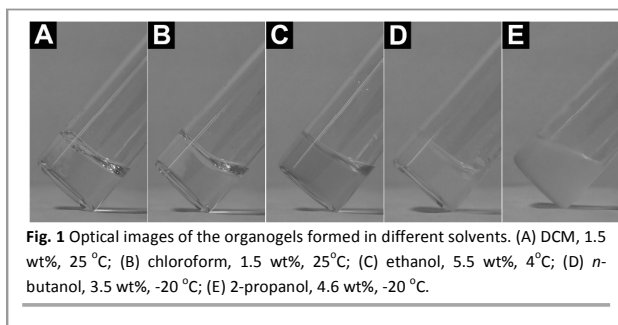 A B C D E
Fig. 1 Optical images of the organogels formed in different solvents. (A) DCM, 1.5
wt%, 25 °C; (B) chloroform, 1.5 wt%, 25°C; (C) ethanol, 5.5 wt%, 4°C; (D) n-
butanol, 3.5 wt%, -20 °C; (E) 2-propanol, 4.6 wt%, -20 °C.